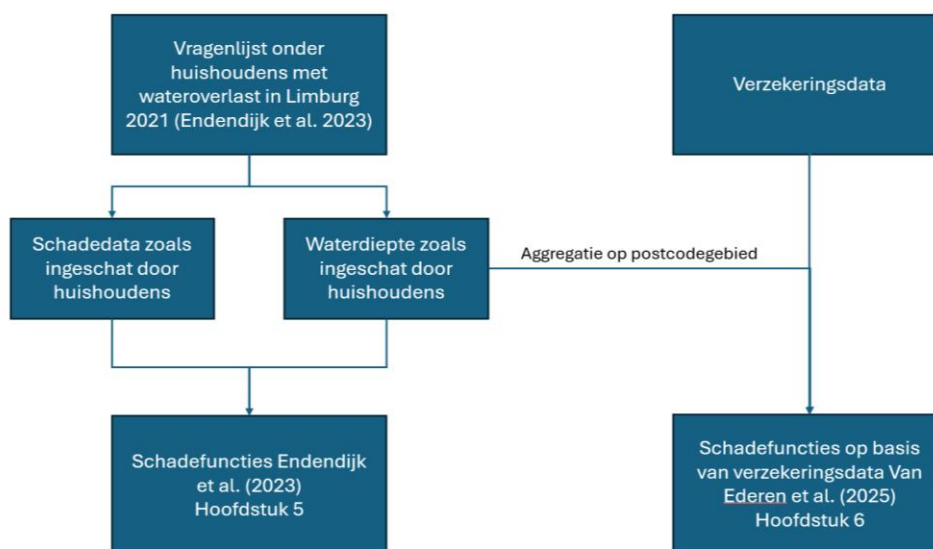 Vragenlijst onder
huishoudens met
wateroverlast in Limburg
2021 (Endendijk et al. 2023)
Verzekeringsdata
Schadedata zoals
ingeschat door
huishoudens
Waterdiepte zoals
ingeschat door
huishoudens
Aggregatie op postcodegebied
Schadefuncties Endendijk
et al. (2023)
Hoofdstuk 5
Schadefuncties op basis
van verzekeringsdata Van
Ederen et al. (2025)
Hoofdstuk 6